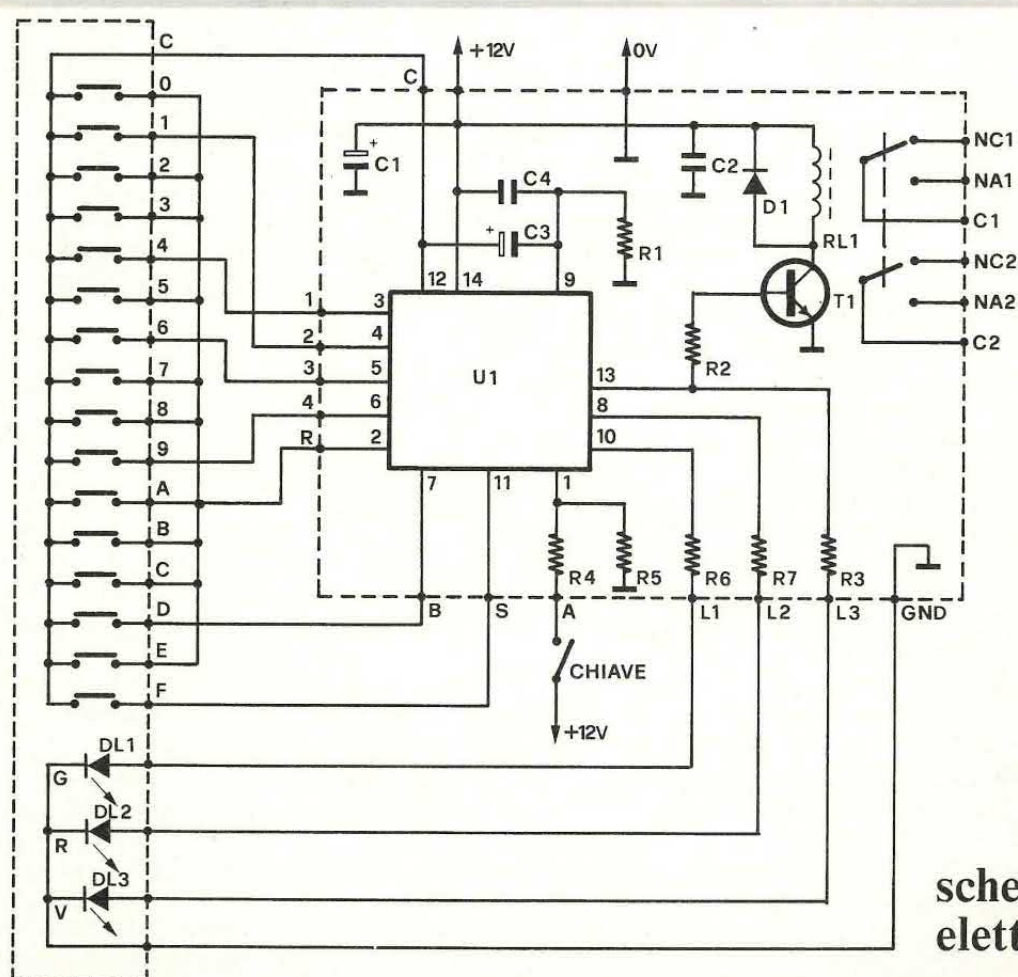 C
0
1
2
3
4
5
6
7
8
9
A
B
C
D
E
F
+12V
0V
C
C1
+
C4
C3
+
R1
C2
D1
RL1
T1
R2
NC1
NA1
C1
NC2
NA2
C2
12
14
9
1
3
2
4
3
5
4
6
R
2
U1
13
8
10
7
11
1
R4
R5
R6
R7
R3
B
S
A
L1
L2
L3
GND
CHIAVE
+12V
DL1
G
DL2
R
DL3
V
sche
elett